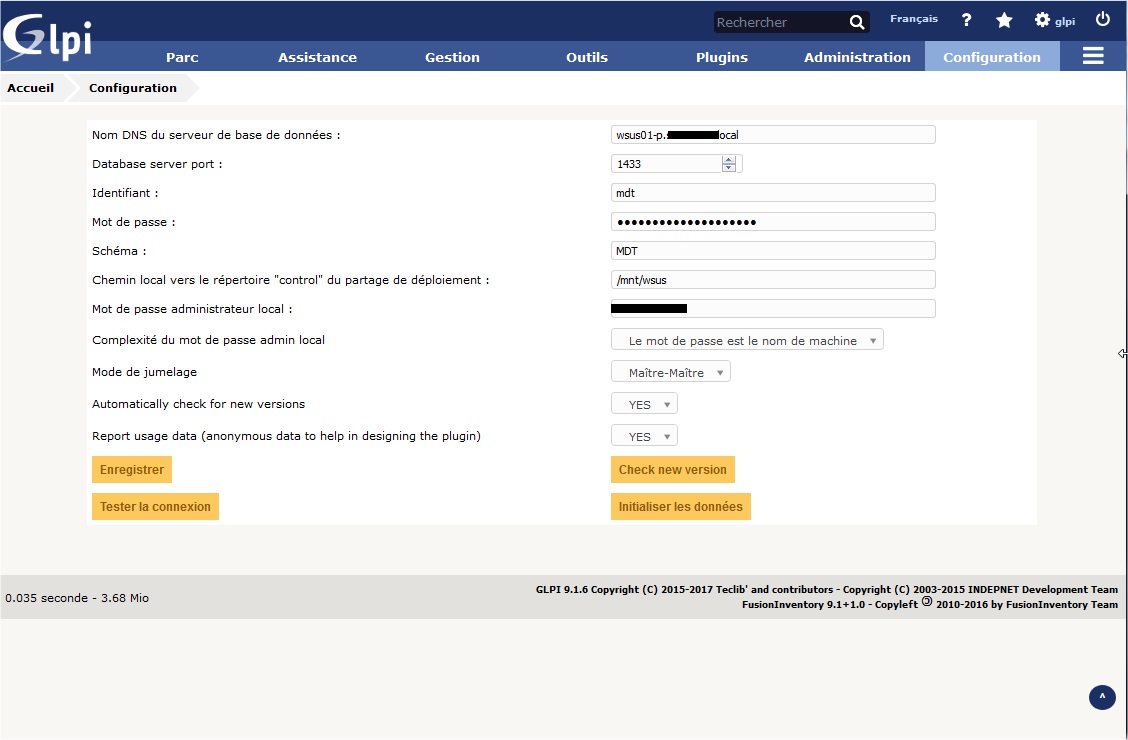 Glpi
Rechercher
Français
?
glpi
Parc Assistance Gestion Outils Plugins Administration Configuration
Accueil Configuration
Nom DNS du serveur de base de données : wsus01-p. ocal
Database server port : 1433
Identifiant : mdt
Mot de passe : ●●●●●●●●●●●●●●●●●●●●
Schéma : MDT
Chemin local vers le répertoire "control" du partage de déploiement : /mnt/wsus
Mot de passe administrateur local :
Complexité du mot de passe admin local Le mot de passe est le nom de machine
Mode de jumelage Maître-Maître
Automatically check for new versions YES
Report usage data (anonymous data to help in designing the plugin) YES
Enregistrer Check new version
Tester la connexion Initialiser les données
0.035 seconde - 3.68 Mio
GLPI 9.1.6 Copyright (C) 2015-2017 Teclib' and contributors - Copyright (C) 2003-2015 INDEPNET Development Team
FusionInventory 9.1+1.0 - Copyleft 🄯 2010-2016 by FusionInventory Team
^